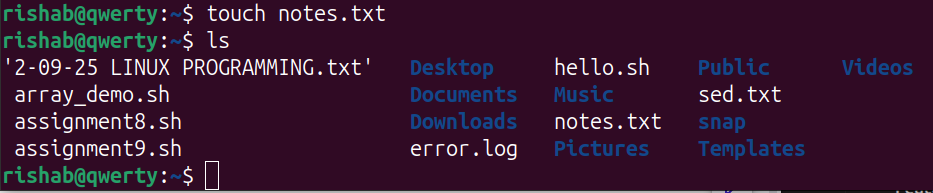 rishab@qwerty:~$ touch notes.txt
rishab@qwerty:~$ ls
'2-09-25 LINUX PROGRAMMING.txt'   Desktop     hello.sh    Public      Videos
 array_demo.sh                    Documents   Music       sed.txt
 assignment8.sh                   Downloads   notes.txt   snap
 assignment9.sh                   error.log   Pictures    Templates
rishab@qwerty:~$